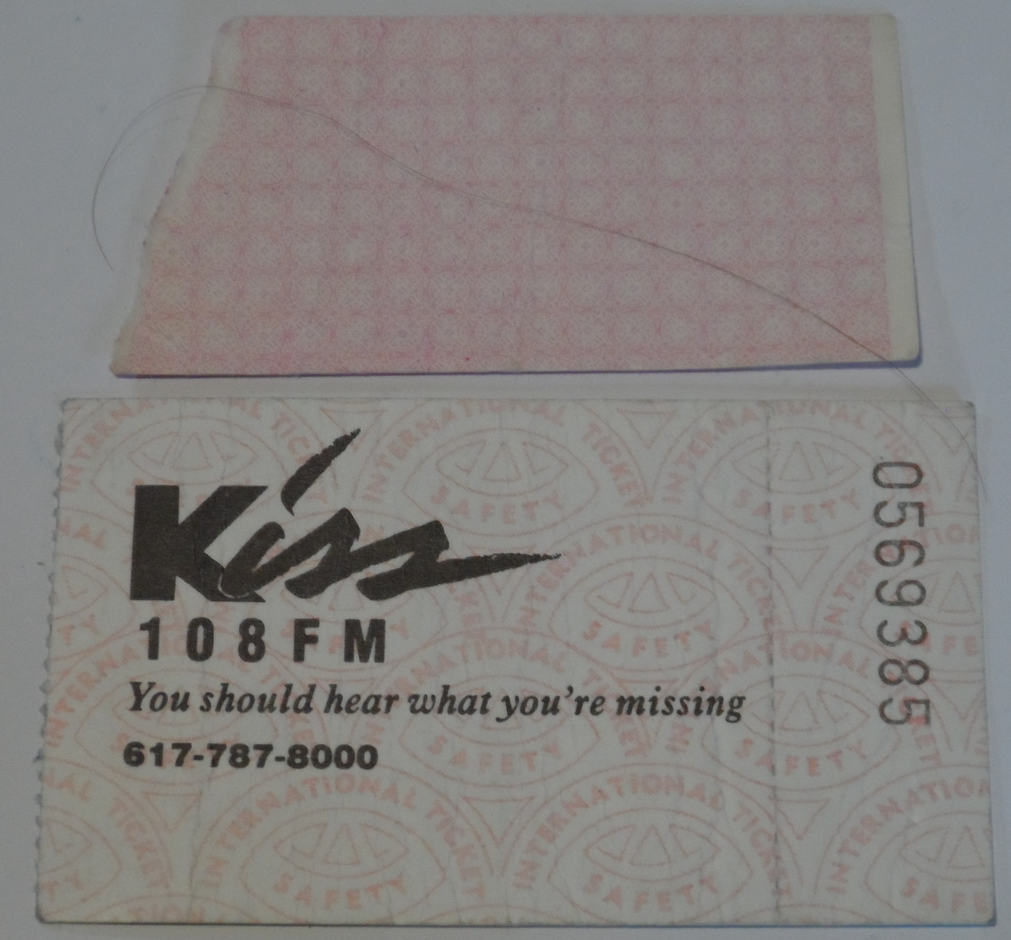 Kiss
108FM
You should hear what you're missing
617-787-8000
0569385
INTERNATIONAL TICKET
SAFETY